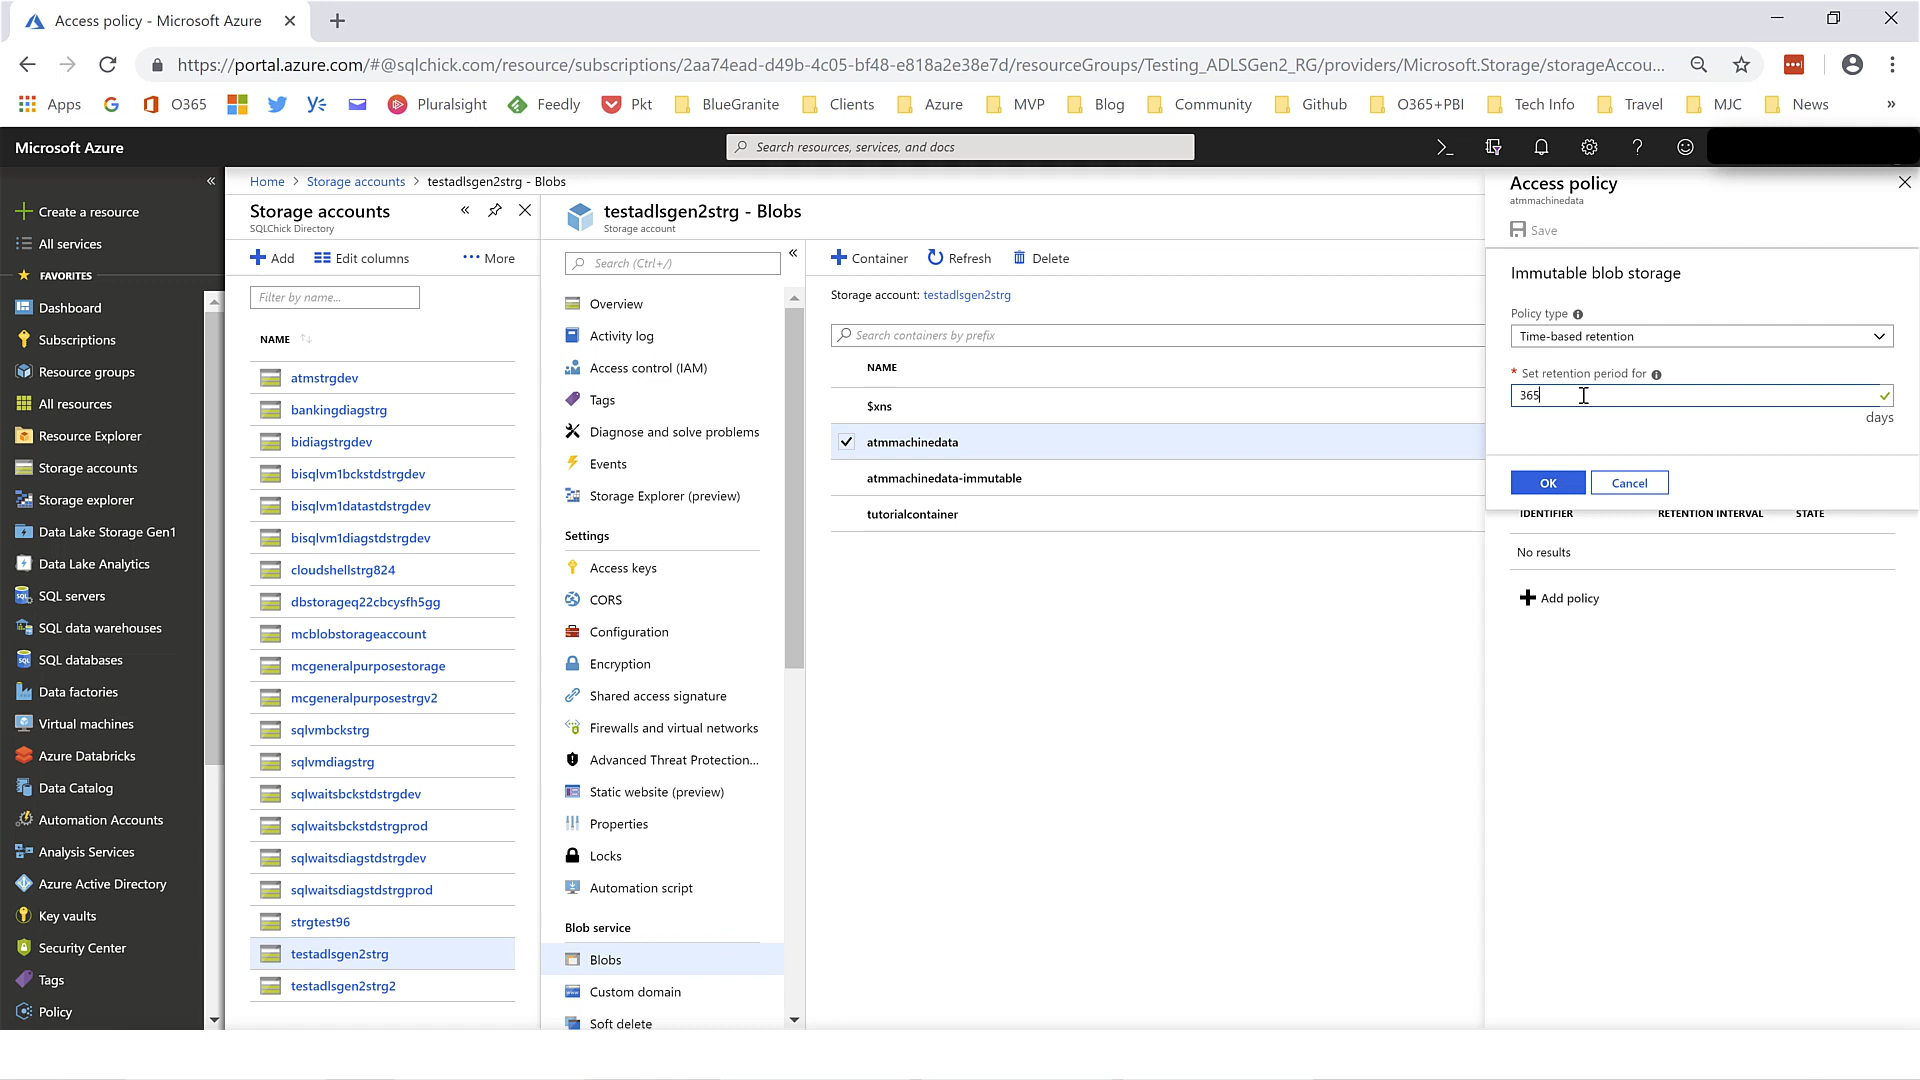 Access policy - Microsoft Azure
https://portal.azure.com/#@sqlchick.com/resource/subscriptions/2aa74ead-d49b-4c05-bf48-e818a2e38e7d/resourceGroups/Testing_ADLSGen2_RG/providers/Microsoft.Storage/storageAccou...
Apps
O365
Pluralsight
Feedly
Pkt
BlueGranite
Clients
Azure
MVP
Blog
Community
Github
O365+PBI
Tech Info
Travel
MJC
News
»
Microsoft Azure
Search resources, services, and docs
Create a resource
All services
FAVORITES
Dashboard
Subscriptions
Resource groups
All resources
Resource Explorer
Storage accounts
Storage explorer
Data Lake Storage Gen1
Data Lake Analytics
SQL servers
SQL data warehouses
SQL databases
Data factories
Virtual machines
Azure Databricks
Data Catalog
Automation Accounts
Analysis Services
Azure Active Directory
Key vaults
Security Center
Tags
Policy
Home > Storage accounts > testadlsgen2strg - Blobs
Storage accounts
SQLChick Directory
Add
Edit columns
More
Filter by name...
NAME
atmstrgdev
bankingdiagstrg
bidiagstrgdev
bisqlvm1bckstdstrgdev
bisqlvm1datastdstrgdev
bisqlvm1diagstdstrgdev
cloudshellstrg824
dbstorageq22cbcysfh5gg
mcblobstorageaccount
mcgeneralpurposestorage
mcgeneralpurposestrgv2
sqlvmbckstrg
sqlvmdiagstrg
sqlwaitsbckstdstrgdev
sqlwaitsbckstdstrgprod
sqlwaitsdiagstdstrgdev
sqlwaitsdiagstdstrgprod
strgtest96
testadlsgen2strg
testadlsgen2strg2
testadlsgen2strg - Blobs
Storage account
Search (Ctrl+/)
Overview
Activity log
Access control (IAM)
Tags
Diagnose and solve problems
Events
Storage Explorer (preview)
Settings
Access keys
CORS
Configuration
Encryption
Shared access signature
Firewalls and virtual networks
Advanced Threat Protection...
Static website (preview)
Properties
Locks
Automation script
Blob service
Blobs
Custom domain
Soft delete
Container
Refresh
Delete
Storage account: testadlsgen2strg
Search containers by prefix
NAME
$xns
atmmachinedata
atmmachinedata-immutable
tutorialcontainer
Access policy
atmmachinedata
Save
Immutable blob storage
Policy type
Time-based retention
* Set retention period for
365
days
OK
Cancel
IDENTIFIER
RETENTION INTERVAL
STATE
No results
Add policy